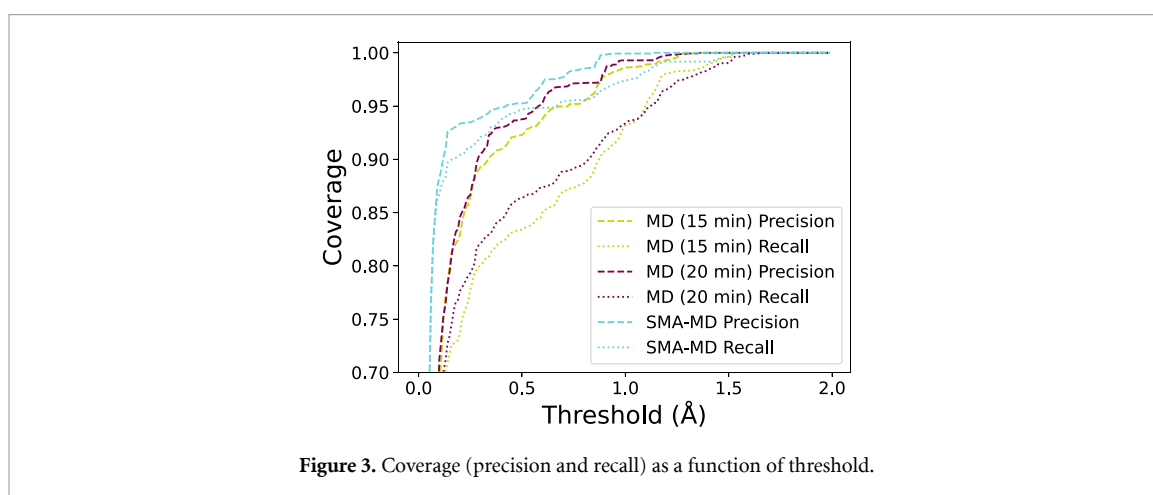 1.00
0.95
0.90
0.85
0.80
0.75
0.70
Coverage
MD (15 min) Precision
MD (15 min) Recall
MD (20 min) Precision
MD (20 min) Recall
SMA-MD Precision
SMA-MD Recall
0.0 0.5 1.0 1.5 2.0
Threshold (Å)
Figure 3. Coverage (precision and recall) as a function of threshold.